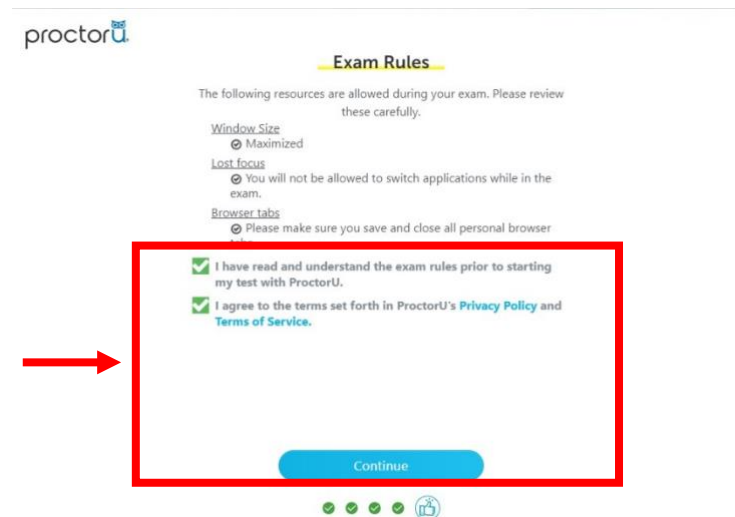 proctorU
Exam Rules
The following resources are allowed during your exam. Please review
these carefully.
Window Size
Maximized
Lost focus
You will not be allowed to switch applications while in the
exam.
Browser tabs
Please make sure you save and close all personal browser
I have read and understand the exam rules prior to starting
my test with ProctorU.
I agree to the terms set forth in ProctorU's Privacy Policy and
Terms of Service.
Continue